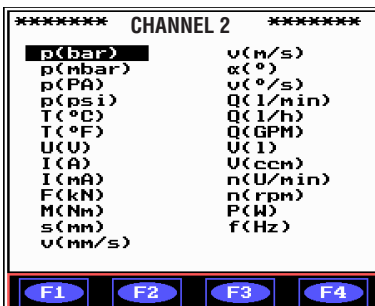 ******* CHANNEL 2 *******
p(bar)
p(mbar)
p(PA)
p(psi)
T(°C)
T(°F)
U(V)
I(A)
I(mA)
F(kN)
M(Nm)
s(mm)
v(mm/s)
v(m/s)
α(°)
v(°/s)
Q(l/min)
Q(l/h)
Q(GPM)
V(l)
V(ccm)
n(U/min)
n(rpm)
P(W)
f(Hz)
F1 F2 F3 F4